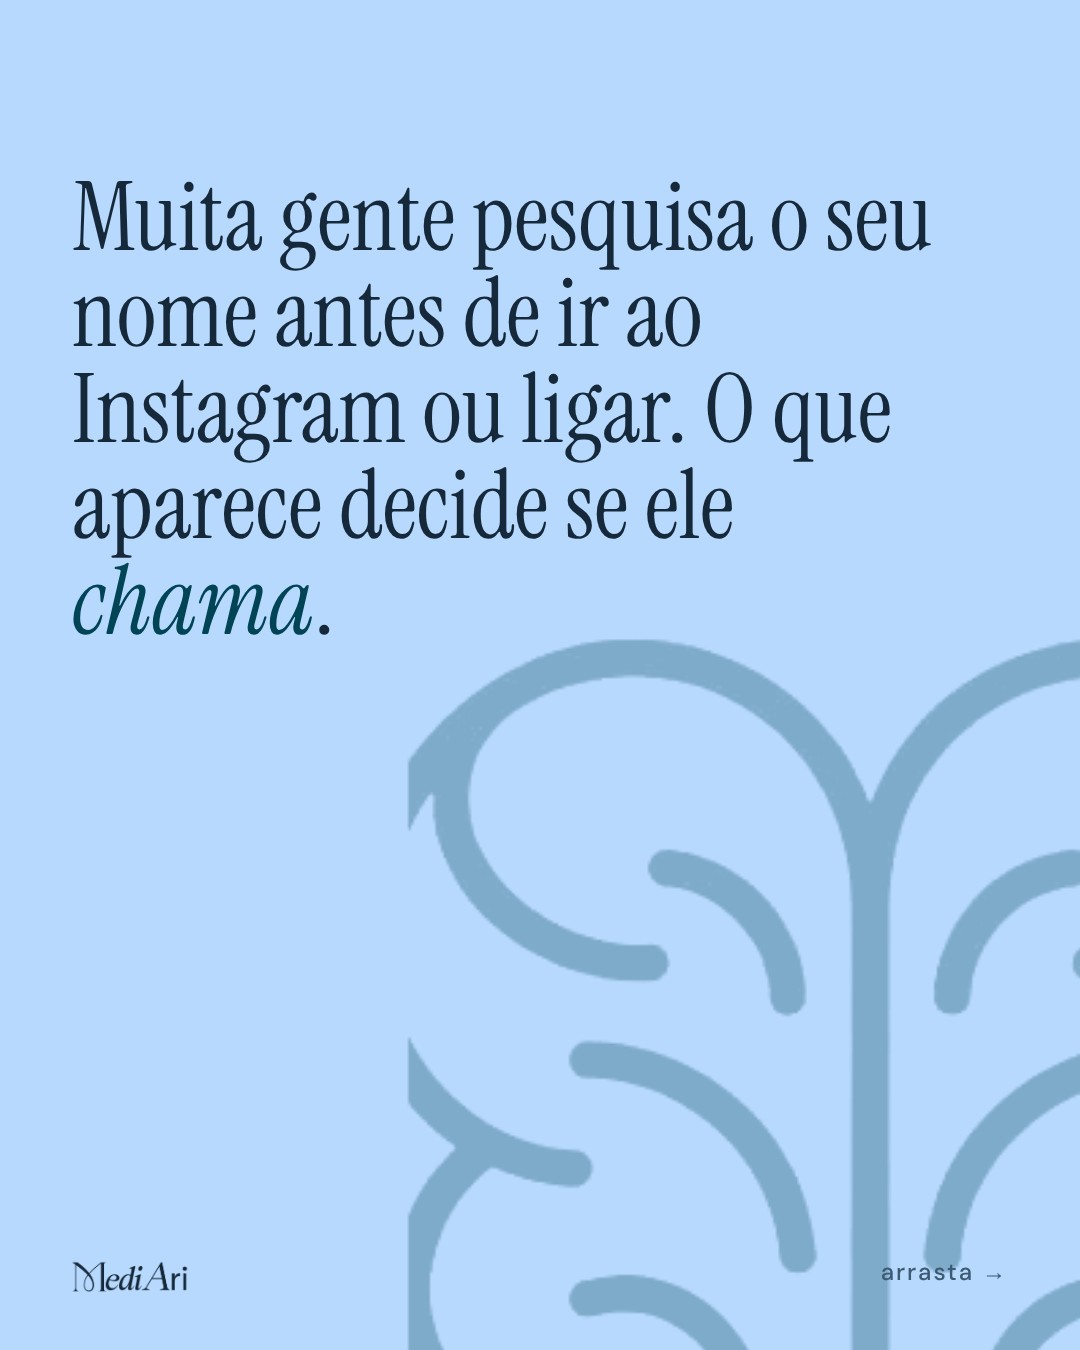 Muita gente pesquisa o seu
nome antes de ir ao
Instagram ou ligar. O que
aparece decide se ele
chama.
MediAri
arrasta →